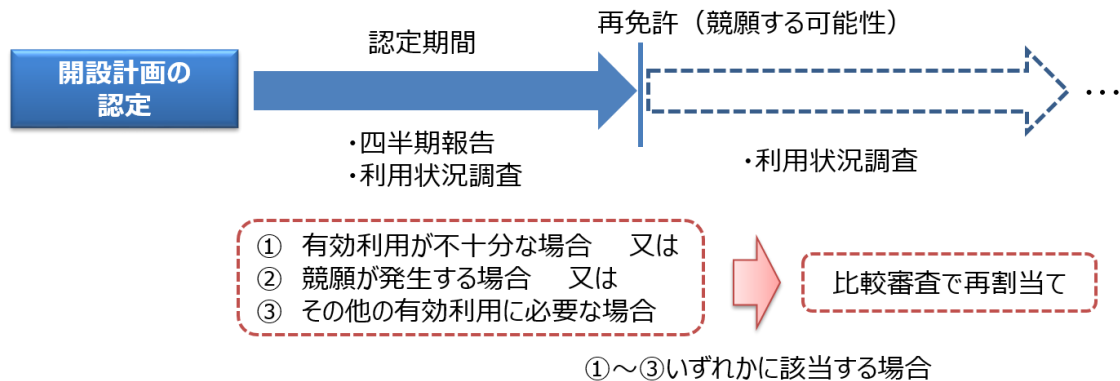 再免許（競願する可能性）
認定期間
開設計画の
認定
…
・四半期報告
・利用状況調査
・利用状況調査
① 有効利用が不十分な場合 又は
② 競願が発生する場合 又は
③ その他の有効利用に必要な場合
比較審査で再割当て
①～③いずれかに該当する場合